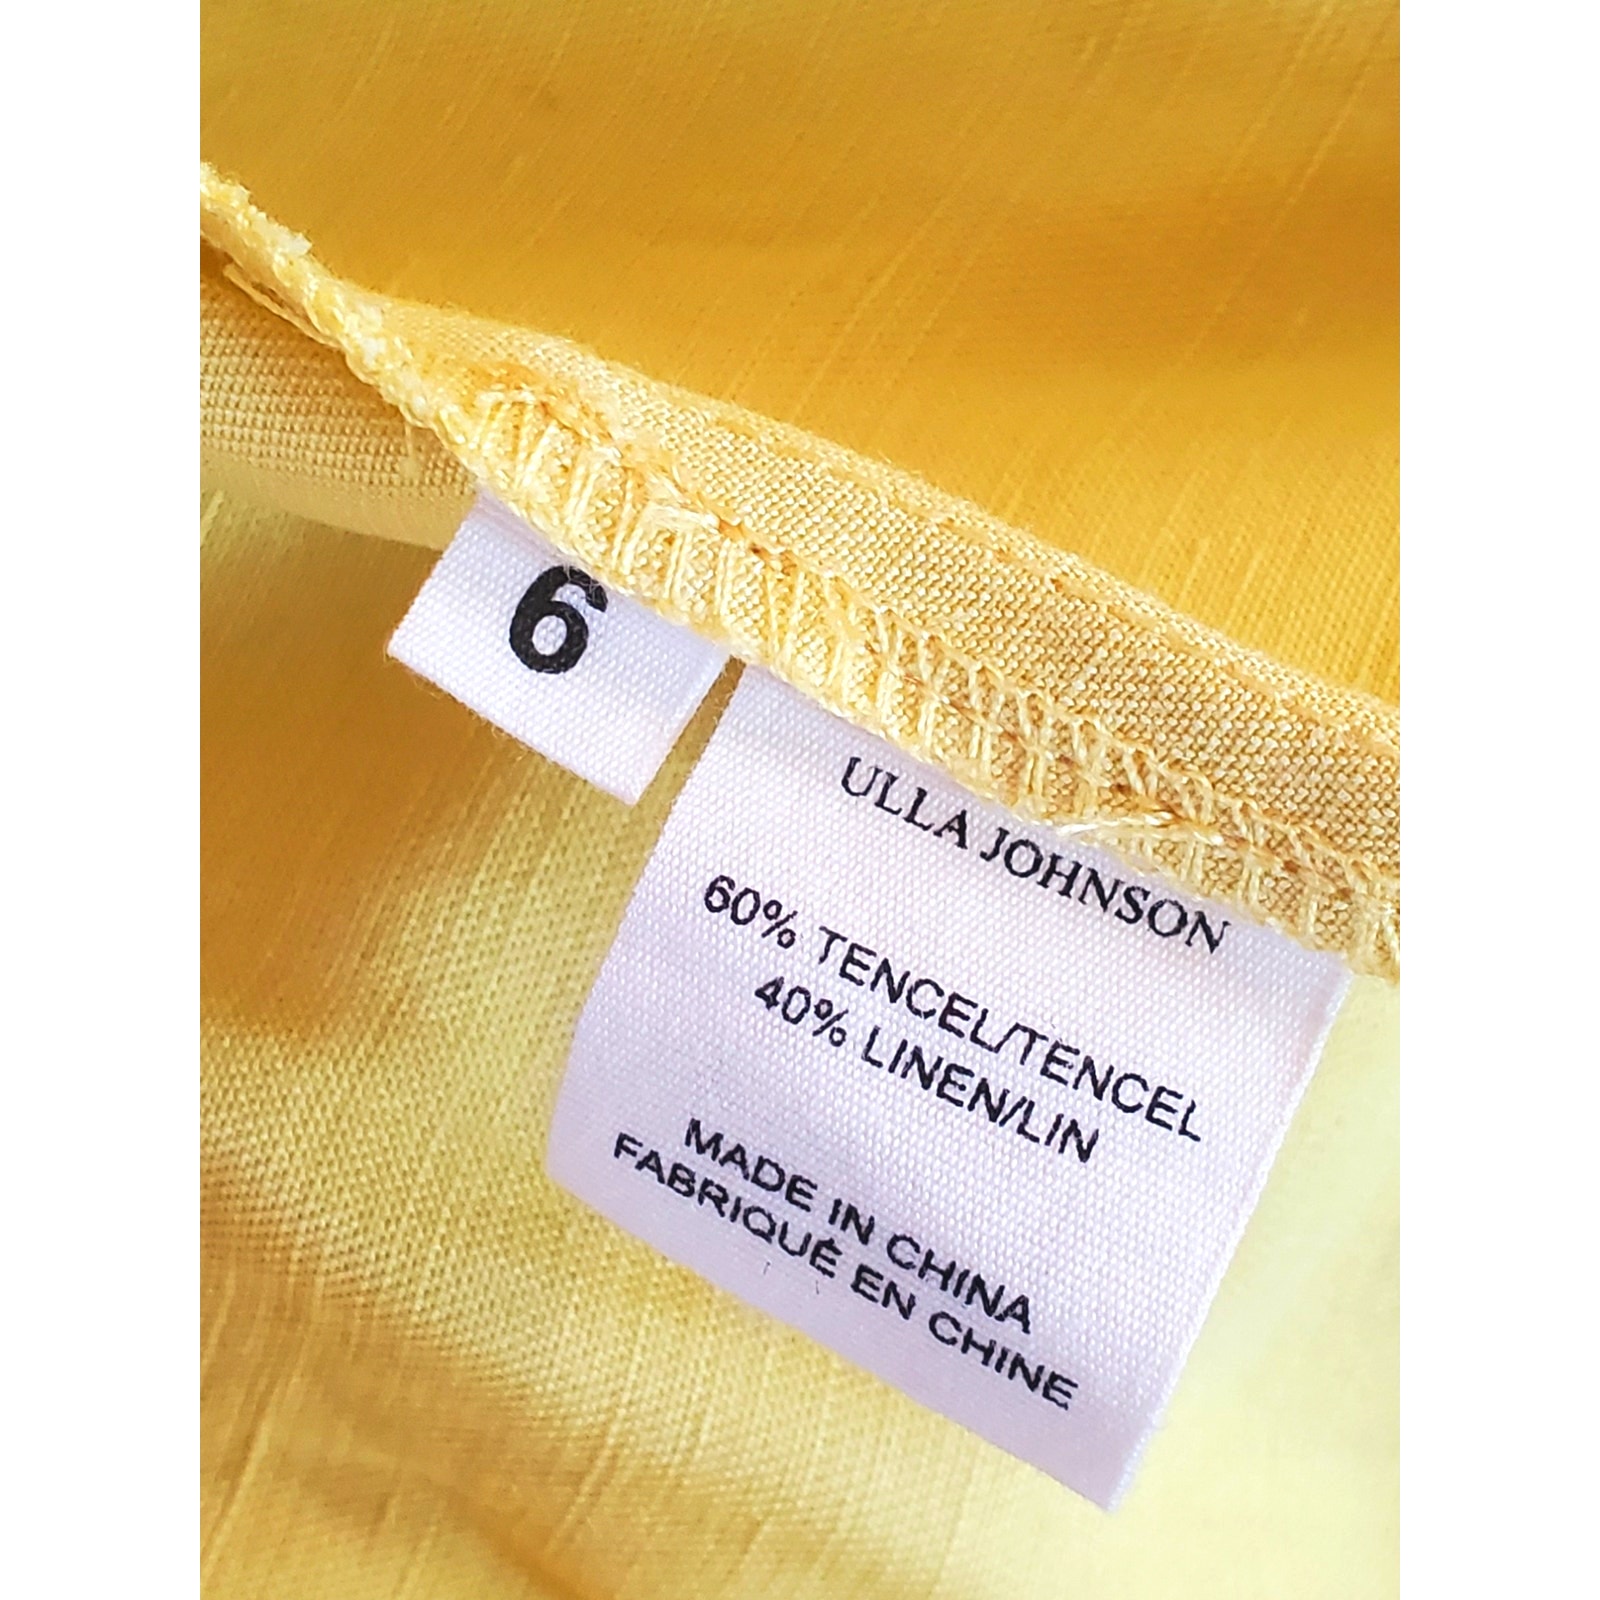 6
ULLA JOHNSON
60% TENCEL/TENCEL
40% LINEN/LIN
MADE IN CHINA
FABRIQUÉ EN CHINE